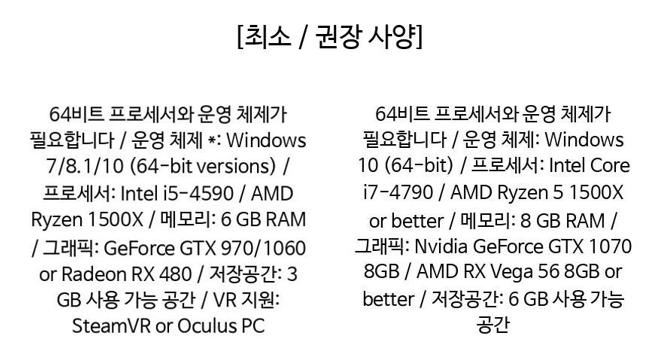 [최소 / 권장 사양]
64비트 프로세서와 운영 체제가
필요합니다 / 운영 체제 *: Windows
7/8.1/10 (64-bit versions) /
프로세서: Intel i5-4590 / AMD
Ryzen 1500X / 메모리: 6 GB RAM
/ 그래픽: GeForce GTX 970/1060
or Radeon RX 480 / 저장공간: 3
GB 사용 가능 공간 / VR 지원:
SteamVR or Oculus PC
64비트 프로세서와 운영 체제가
필요합니다 / 운영 체제: Windows
10 (64-bit) / 프로세서: Intel Core
i7-4790 / AMD Ryzen 5 1500X
or better / 메모리: 8 GB RAM /
그래픽: Nvidia GeForce GTX 1070
8GB / AMD RX Vega 56 8GB or
better / 저장공간: 6 GB 사용 가능
공간